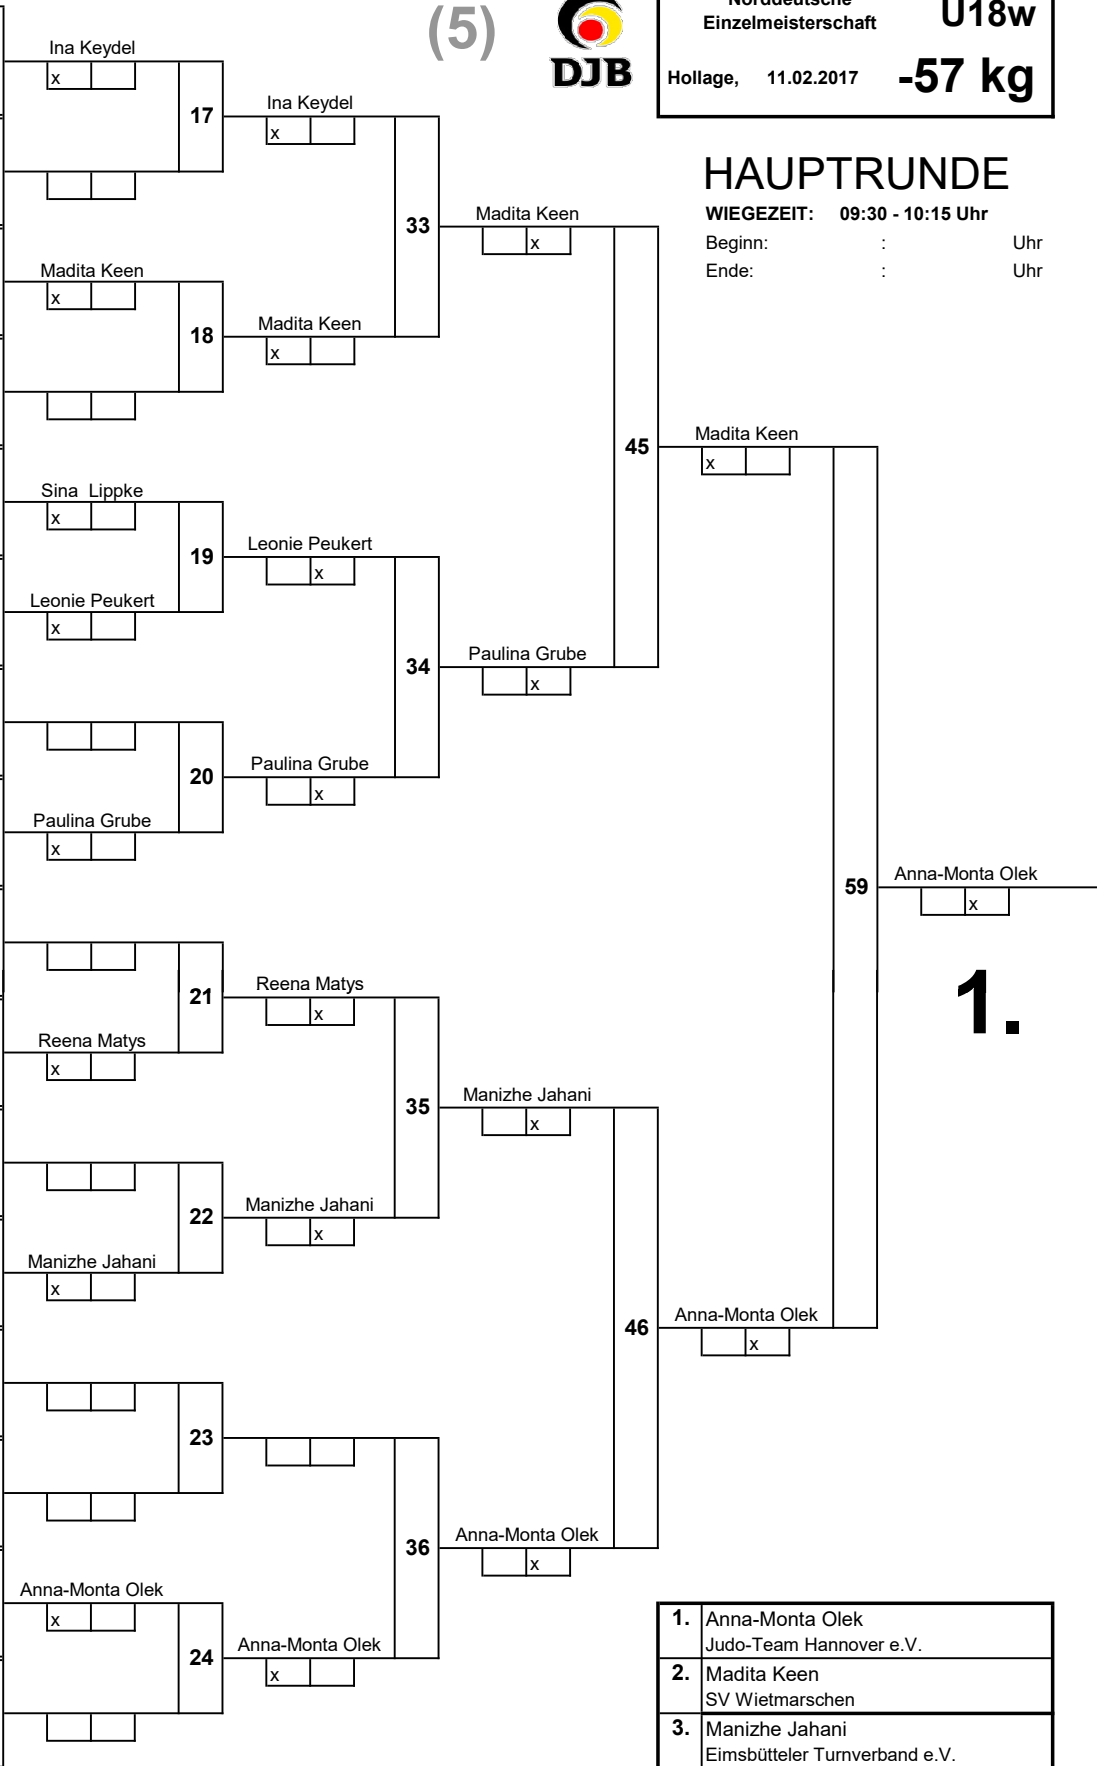 (5)
DJB
Norddeutsche
Einzelmeisterschaft
U18w
Hollage, 11.02.2017 -57 kg
HAUPTRUNDE
WIEGEZEIT: 09:30 - 10:15 Uhr
Beginn: : Uhr
Ende: : Uhr
Ina Keydel
x
17
Ina Keydel
x
33
Madita Keen
x
Madita Keen
x
18
Madita Keen
x
45
Madita Keen
x
Sina Lippke
x
19
Leonie Peukert
x
Leonie Peukert
x
34
Paulina Grube
x
20
Paulina Grube
x
Paulina Grube
x
59
Anna-Monta Olek
x
1.
21
Reena Matys
x
Reena Matys
x
35
Manizhe Jahani
x
22
Manizhe Jahani
x
Manizhe Jahani
x
46
Anna-Monta Olek
x
23
36
Anna-Monta Olek
x
Anna-Monta Olek
x
24
Anna-Monta Olek
x
1. Anna-Monta Olek
Judo-Team Hannover e.V.
2. Madita Keen
SV Wietmarschen
3. Manizhe Jahani
Eimsbütteler Turnverband e.V.